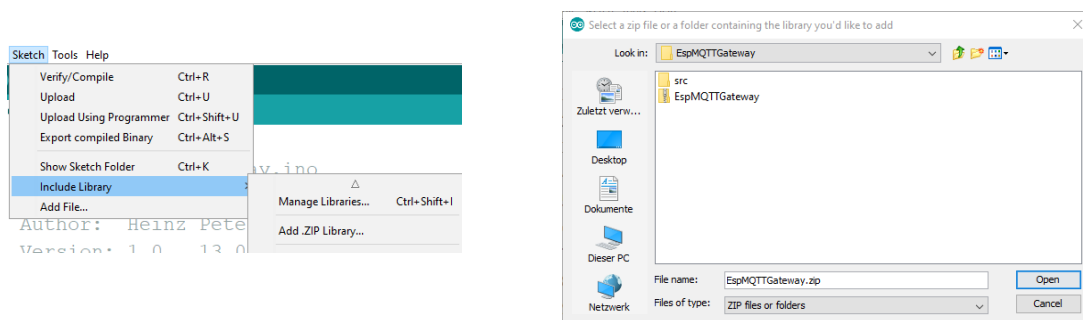 Sketch Tools Help
Verify/Compile Ctrl+R
Upload Ctrl+U
Upload Using Programmer Ctrl+Shift+U
Export compiled Binary Ctrl+Alt+S
Show Sketch Folder Ctrl+K
Include Library
Add File...
Manage Libraries... Ctrl+Shift+I
Add .ZIP Library...
Author: Heinz Pete
Version: 1.0 13.0
Select a zip file or a folder containing the library you'd like to add
Look in: EspMQTTGateway
src
EspMQTTGateway
Zuletzt verw...
Desktop
Dokumente
Dieser PC
Netzwerk
File name: EspMQTTGateway.zip Open
Files of type: ZIP files or folders Cancel